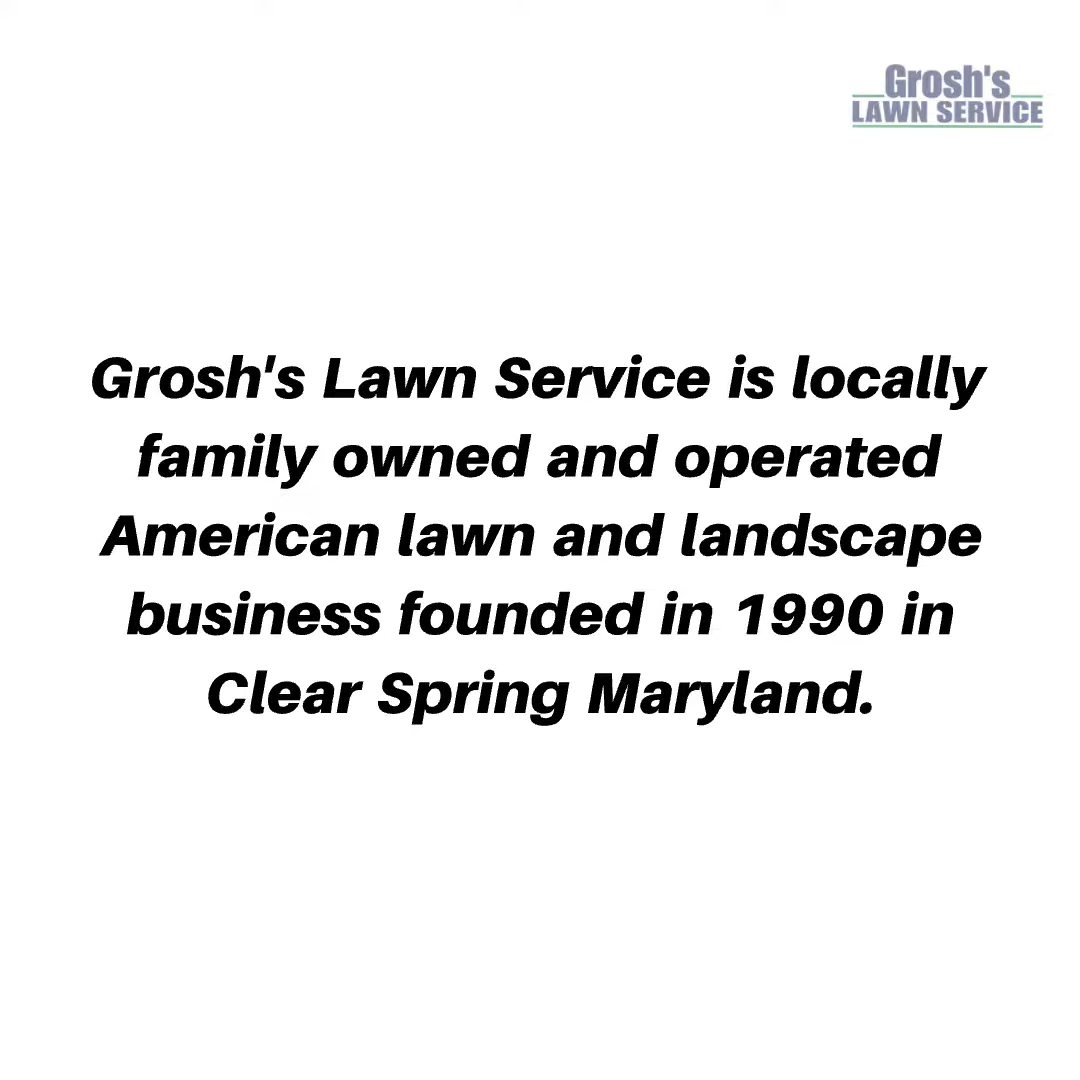 Grosh's
LAWN SERVICE
Grosh's Lawn Service is locally
family owned and operated
American lawn and landscape
business founded in 1990 in
Clear Spring Maryland.